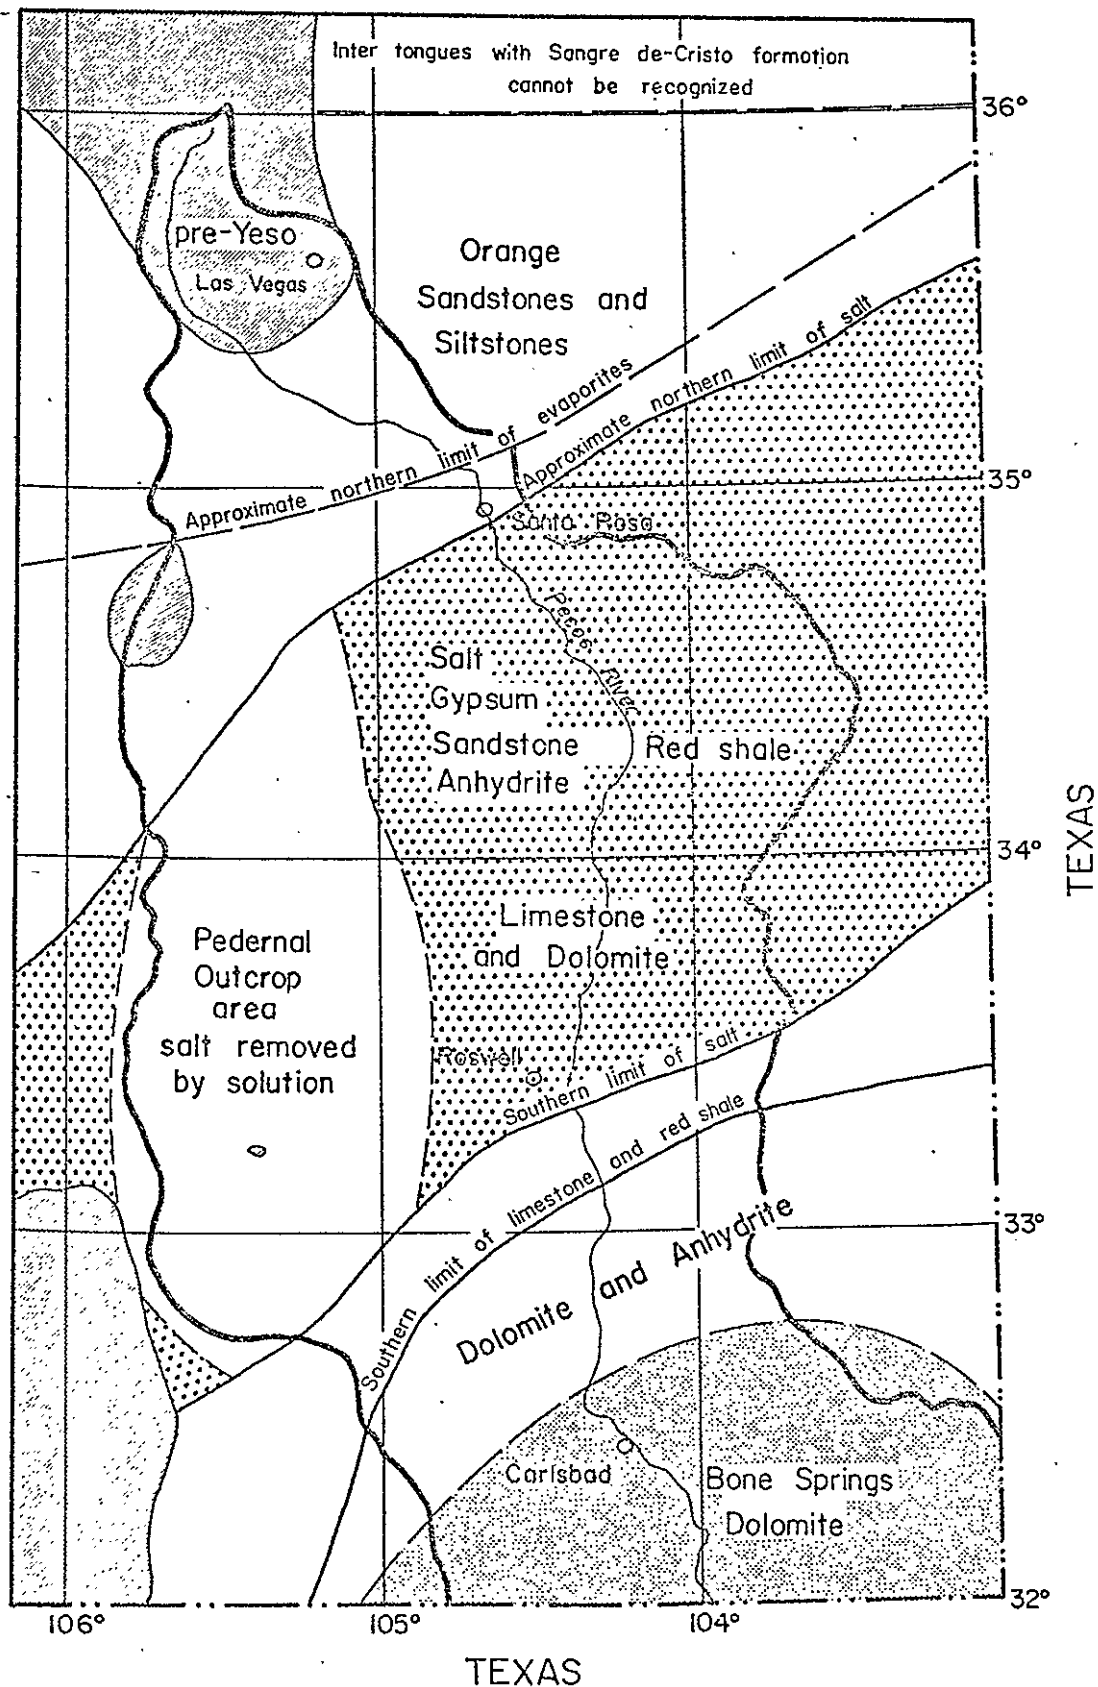 Inter tongues with Sangre de-Cristo formation
cannot be recognized
36°
pre-Yeso
Las Vegas
Orange
Sandstones and
Siltstones
Approximate northern limit of evaporites
Approximate northern limit of salt
35°
Santa Rosa
Pecos River
Salt
Gypsum
Sandstone
Anhydrite
Red shale
TEXAS
34°
Limestone
and Dolomite
Pedernal
Outcrop
area
salt removed
by solution
Roswell
Southern limit of salt
Southern limit of limestone and red shale
33°
Dolomite and Anhydrite
Carlsbad
Bone Springs
Dolomite
32°
106°
105°
104°
TEXAS